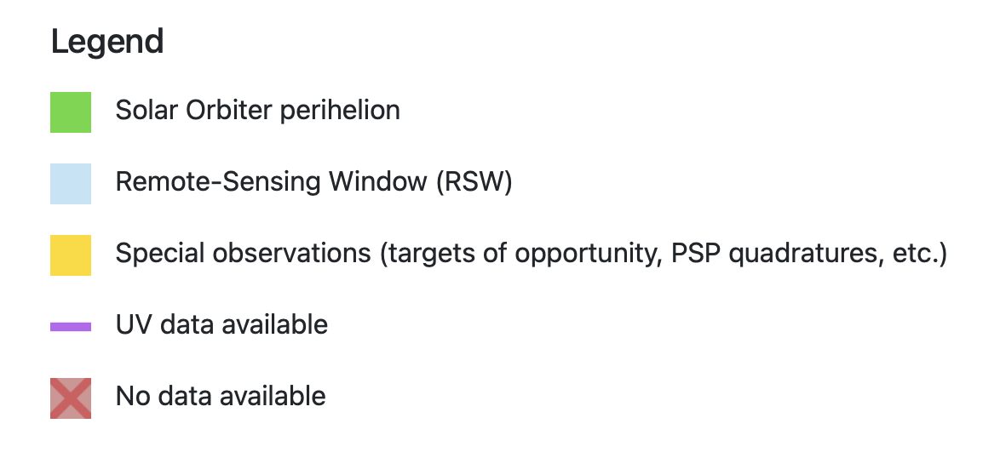 Legend
Solar Orbiter perihelion
Remote-Sensing Window (RSW)
Special observations (targets of opportunity, PSP quadratures, etc.)
UV data available
No data available